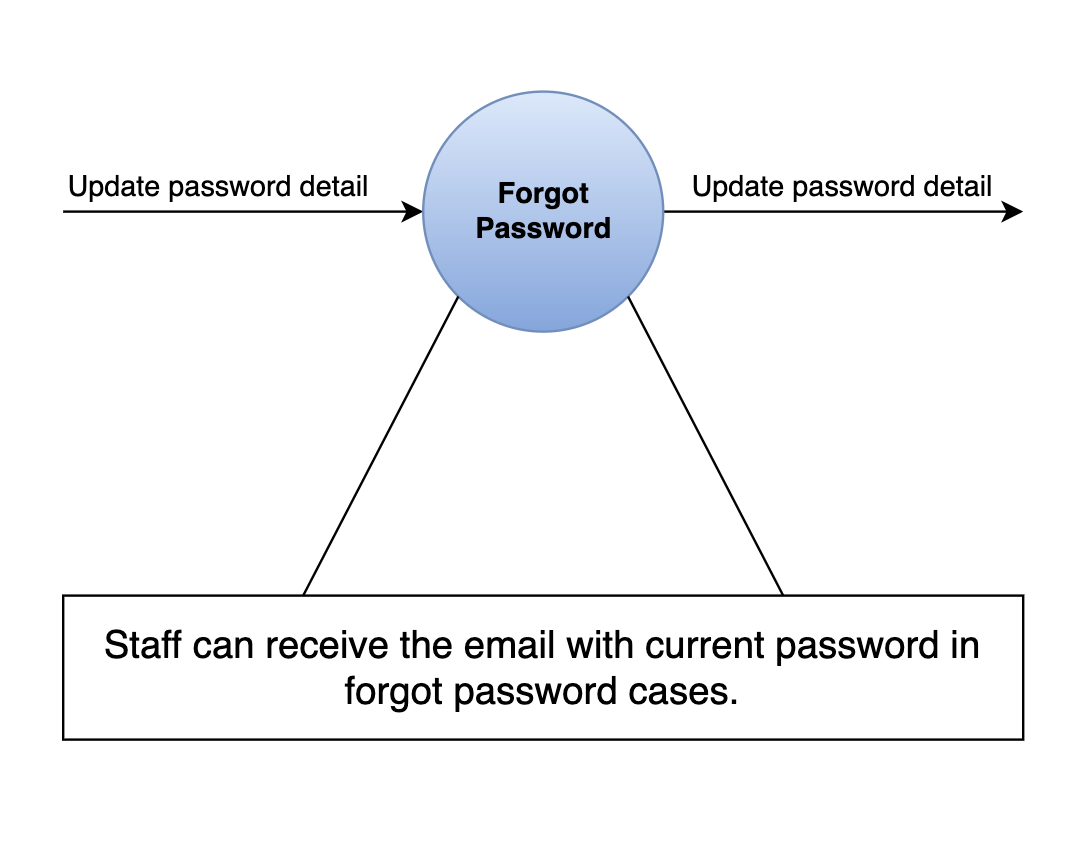 Update password detail
Forgot
Password
Update password detail
Staff can receive the email with current password in
forgot password cases.